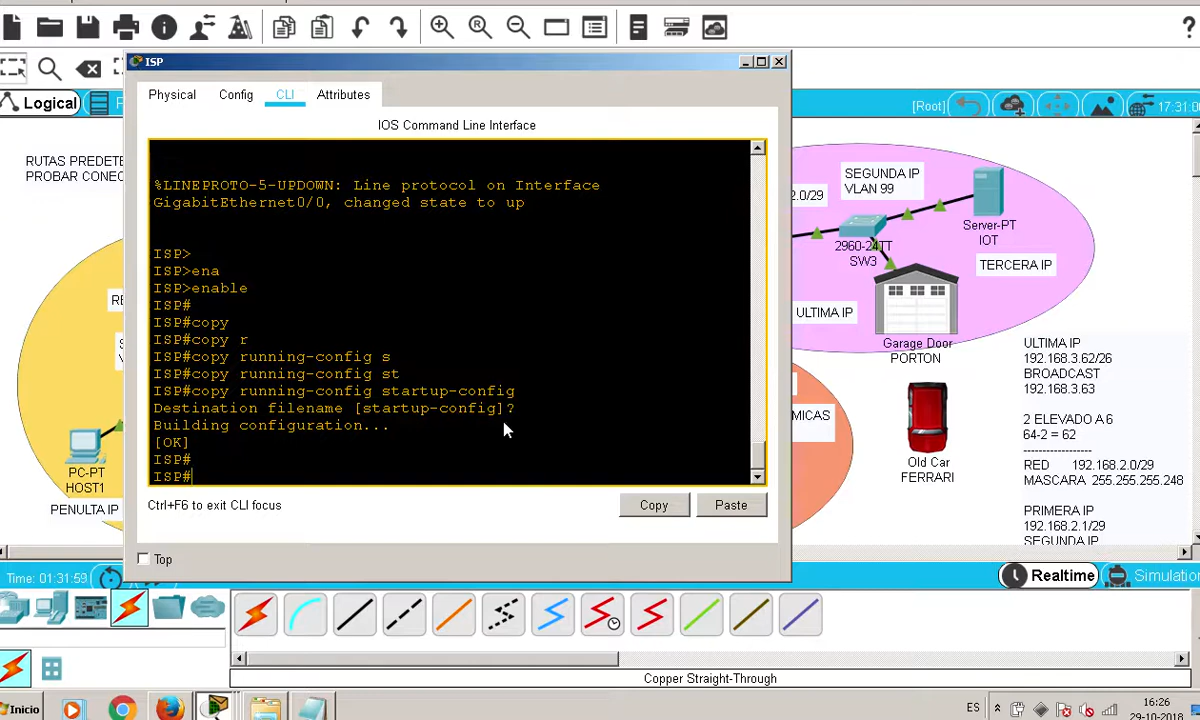 ?
Logical
[Root]
17:31:0
ISP
Physical
Config
CLI
Attributes
IOS Command Line Interface
%LINEPROTO-5-UPDOWN: Line protocol on Interface
GigabitEthernet0/0, changed state to up
ISP>
ISP>ena
ISP>enable
ISP#
ISP#copy
ISP#copy r
ISP#copy running-config s
ISP#copy running-config st
ISP#copy running-config startup-config
Destination filename [startup-config]?
Building configuration...
[OK]
ISP#
ISP#
Ctrl+F6 to exit CLI focus
Copy
Paste
Top
RUTAS PREDETE
PROBAR CONEC
RE
PC-PT
HOST1
PENULTA IP
2.0/29
SEGUNDA IP
VLAN 99
2960-24TT
SW3
Server-PT
IOT
TERCERA IP
ULTIMA IP
Garage Door
PORTON
MICAS
Old Car
FERRARI
ULTIMA IP
192.168.3.62/26
BROADCAST
192.168.3.63
2 ELEVADO A 6
64-2 = 62
-----------------
RED 192.168.2.0/29
MASCARA 255.255.255.248
PRIMERA IP
192.168.2.1/29
SEGUNDA IP
Time: 01:31:59
Realtime
Simulation
Copper Straight-Through
Inicio
ES
16:26
29-10-2018